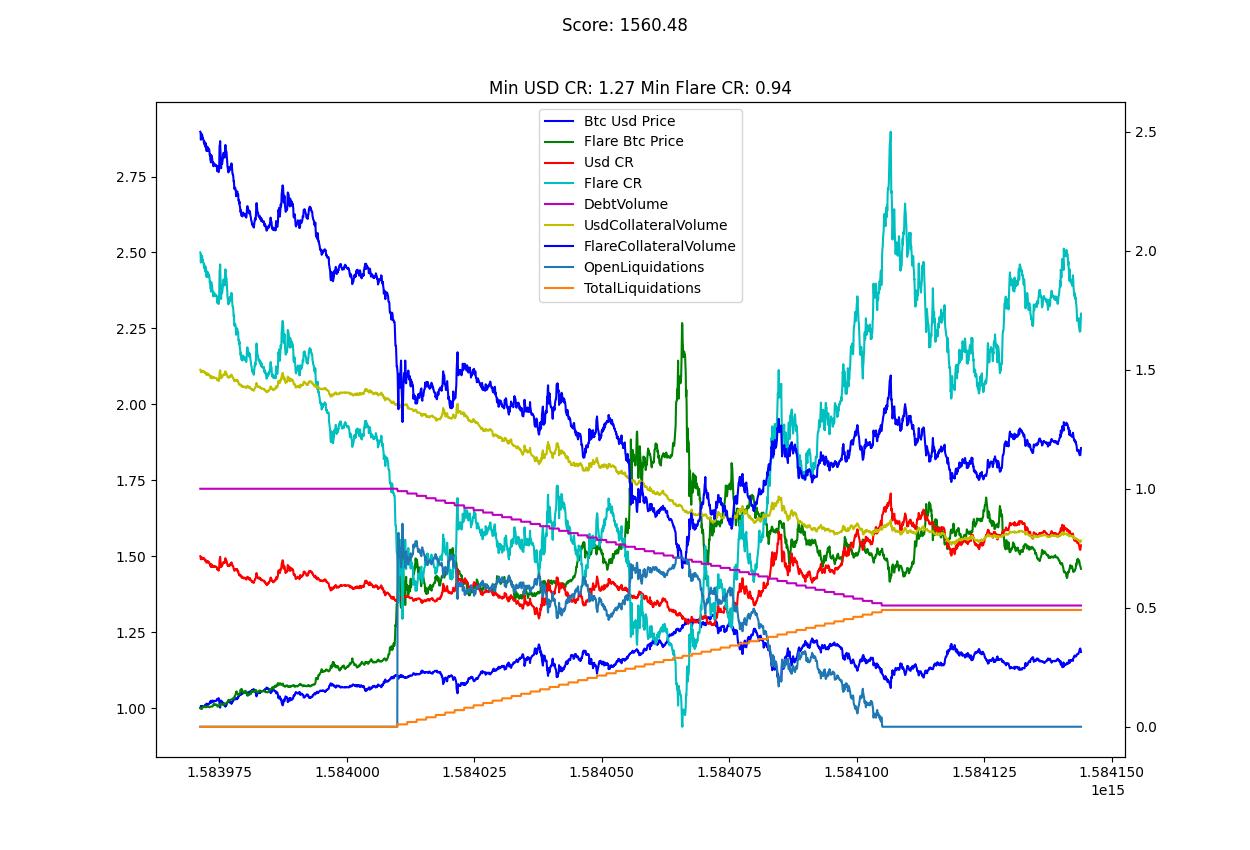 Score: 1560.48
Min USD CR: 1.27 Min Flare CR: 0.94
Btc Usd Price
Flare Btc Price
Usd CR
Flare CR
DebtVolume
UsdCollateralVolume
FlareCollateralVolume
OpenLiquidations
TotalLiquidations
2.75
2.50
2.25
2.00
1.75
1.50
1.25
1.00
2.5
2.0
1.5
1.0
0.5
0.0
1.583975 1.584000 1.584025 1.584050 1.584075 1.584100 1.584125 1.584150
1e15